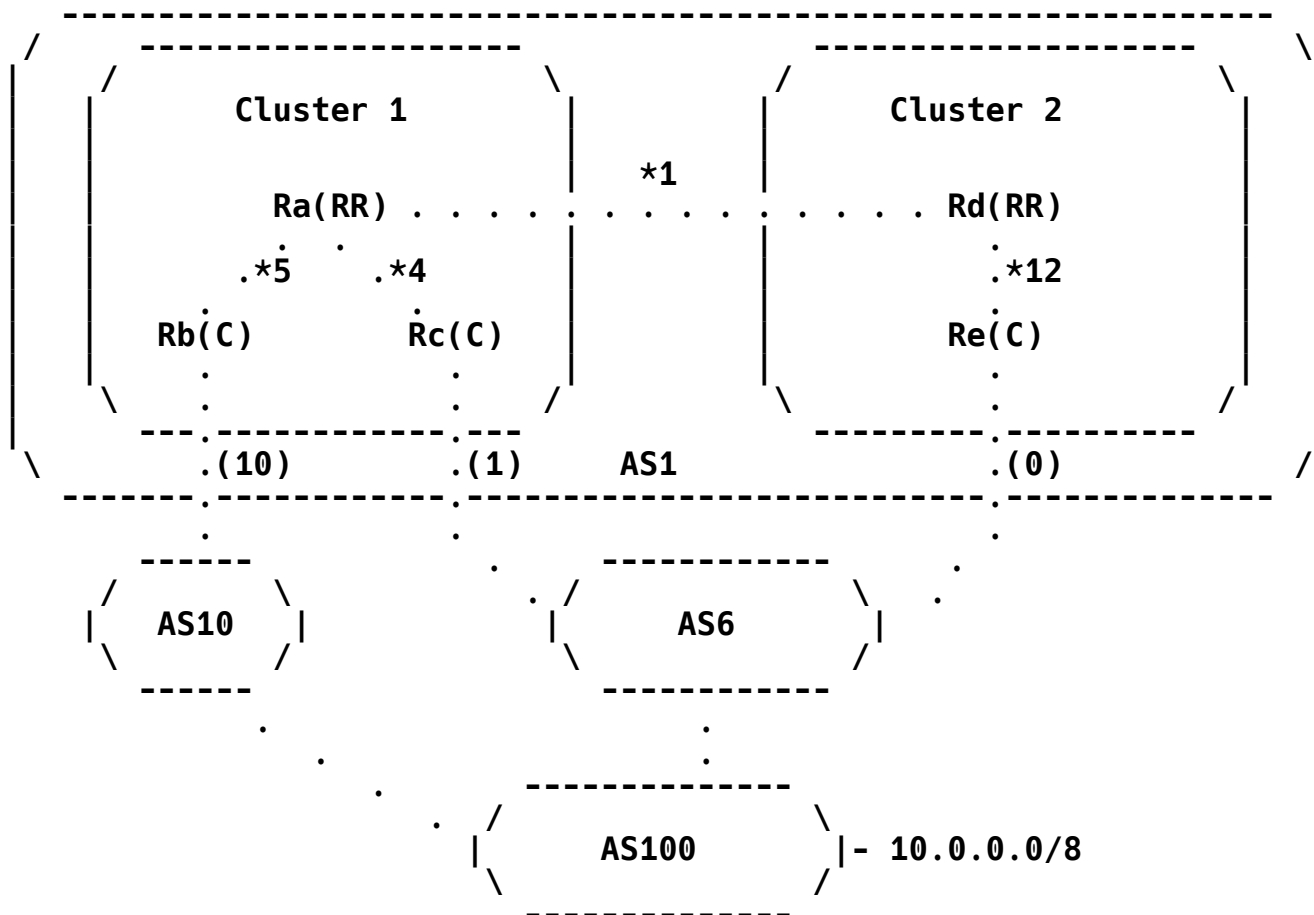 Cluster 1 Cluster 2
*1
Ra(RR) Rd(RR)
*5 *4 *12
Rb(C) Rc(C) Re(C)
(10) (1) AS1 (0)
AS10 AS6
AS100 10.0.0.0/8